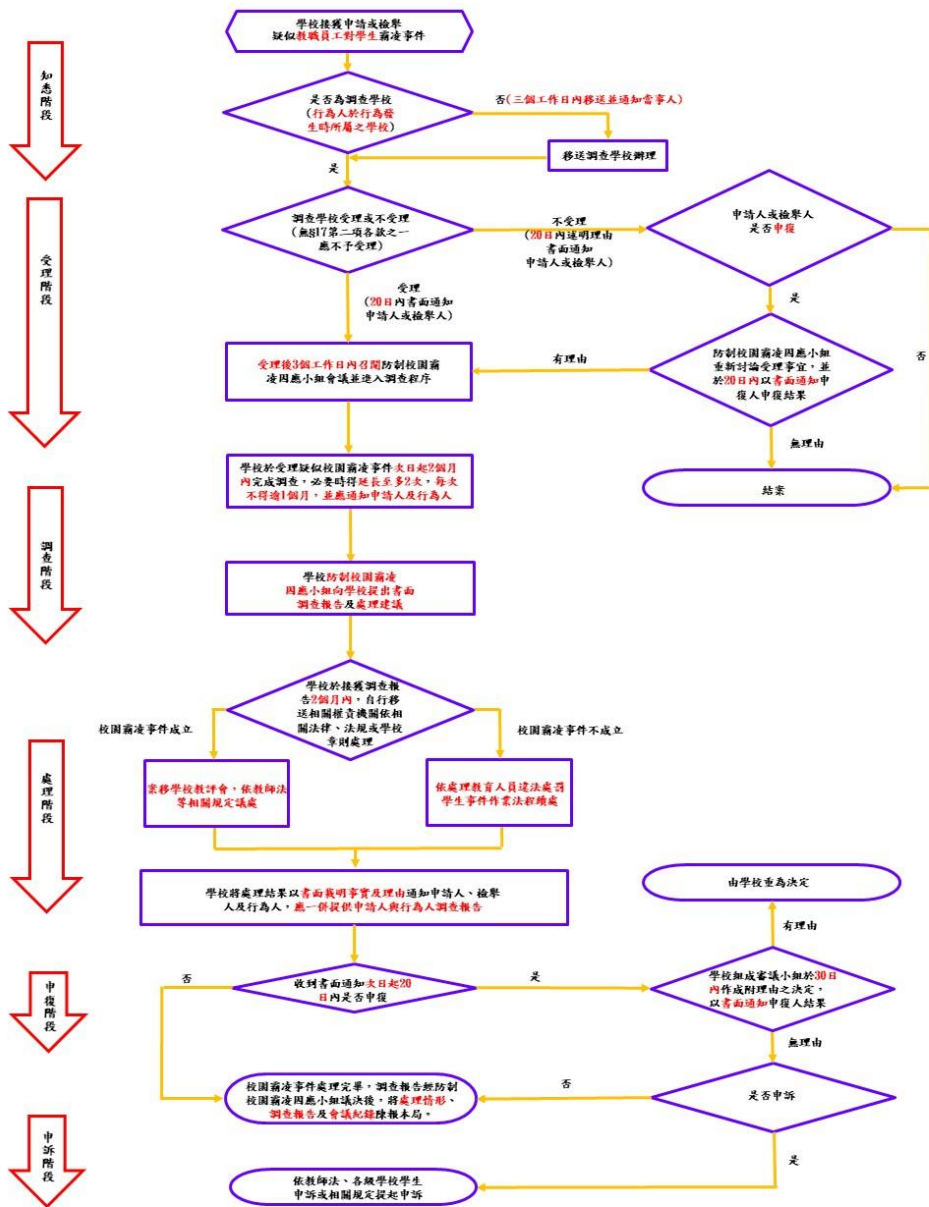 學校接獲申請或檢舉
疑似教職員工對學生霸凌事件
知悉階段
是否為調查學校
(行為人於行為發
生時所屬之學校)
否(三個工作日內移送並通知當事人)
移送調查學校辦理
是
受理階段
調查學校受理或不受理
(無§17第二項各款之一
應不予受理)
不受理
(20日內述明理由
書面通知
申請人或檢舉人)
申請人或檢舉人
是否申復
是
否
受理
(20日內書面通知
申請人或檢舉人)
受理後3個工作日內召開防制校園霸
凌因應小組會議並進入調查程序
有理由
防制校園霸凌因應小組
重新討論受理事宜，並
於20日內以書面通知申
復人申復結果
無理由
結案
學校於受理疑似校園霸凌事件次日起2個月
內完成調查，必要時得延長至多2次，每次
不得逾1個月，並應通知申請人及行為人
調查階段
學校防制校園霸凌
因應小組向學校提出書面
調查報告及處理建議
處理階段
學校於接獲調查報
告2個月內，自行移
送相關權責機關依相
關法律、法規或學校
章則處理
校園霸凌事件成立
校園霸凌事件不成立
案移學校教評會，依教師法
等相關規定議處
依處理教育人員違法處罰
學生事件作業法程續處
學校將處理結果以書面載明事實及理由通知申請人、檢舉
人及行為人，應一併提供申請人與行為人調查報告
由學校重為決定
有理由
申復階段
否
收到書面通知次日起20
日內是否申復
是
學校組成審議小組於30日
內作成附理由之決定，
以書面通知申復人結果
無理由
校園霸凌事件處理完畢，調查報告經防制
校園霸凌因應小組議決後，將處理情形、
調查報告及會議紀錄陳報本局。
否
是否申訴
是
申訴階段
依教師法、各級學校學生
申訴或相關規定提起申訴